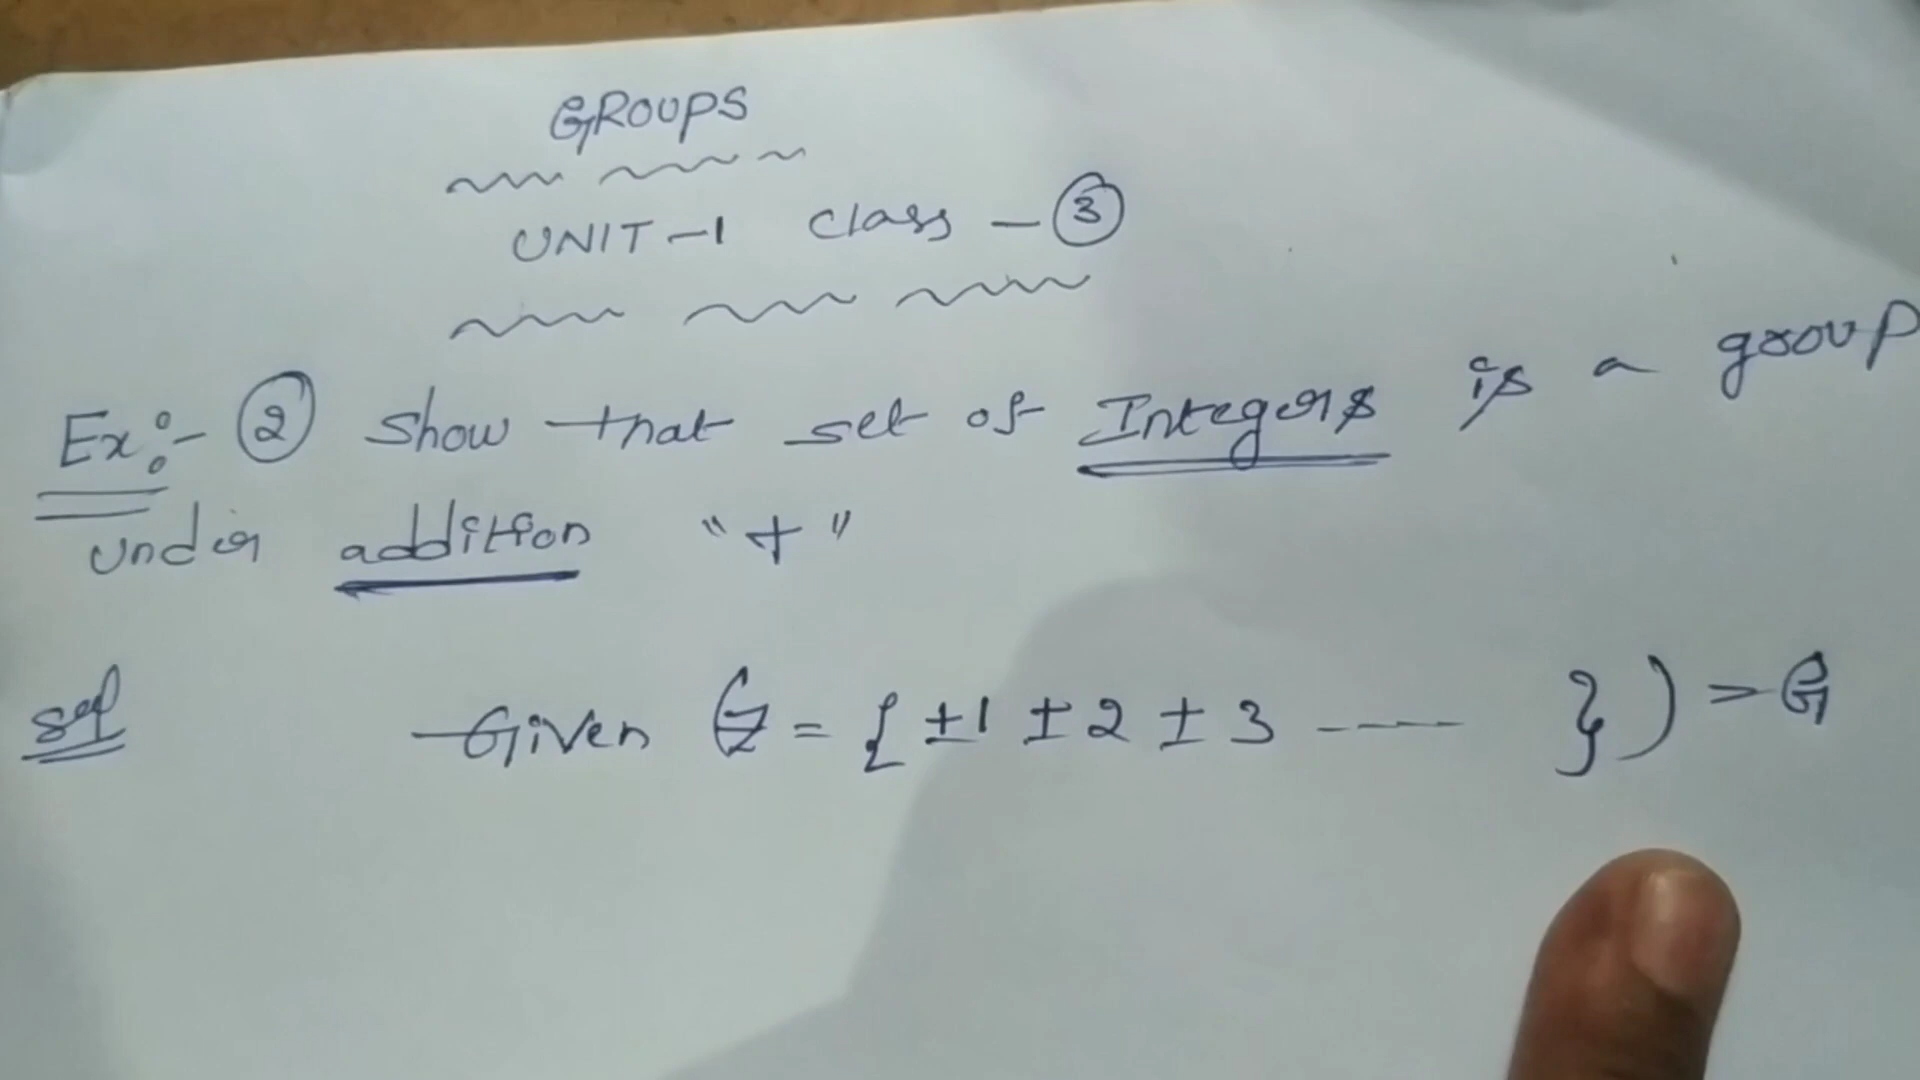 GROUPS
UNIT-1 class - 3
Ex:- 2 show that set of Integers is a group
under addition "+"
sol Given Z = { ±1 ±2 ±3 ---- } ) = G